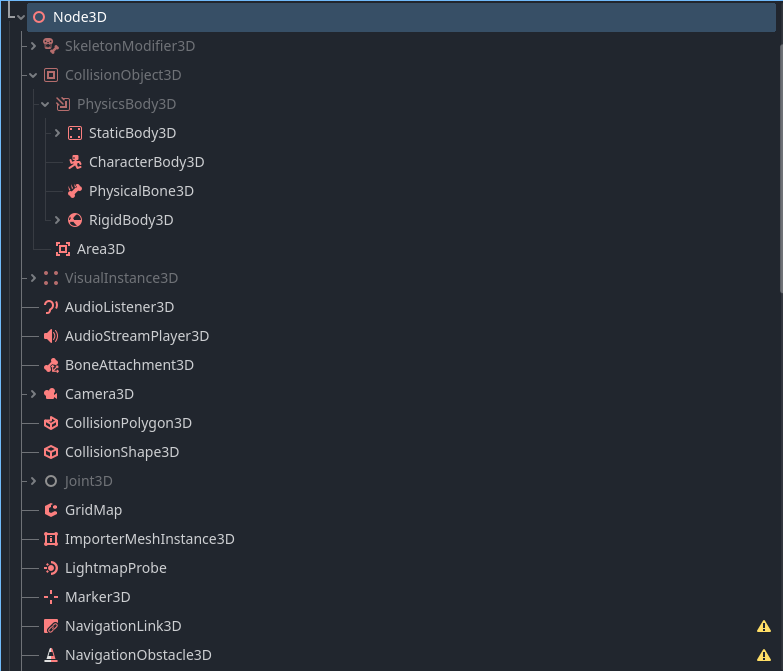 Node3D
SkeletonModifier3D
CollisionObject3D
PhysicsBody3D
StaticBody3D
CharacterBody3D
PhysicalBone3D
RigidBody3D
Area3D
VisualInstance3D
AudioListener3D
AudioStreamPlayer3D
BoneAttachment3D
Camera3D
CollisionPolygon3D
CollisionShape3D
Joint3D
GridMap
ImporterMeshInstance3D
LightmapProbe
Marker3D
NavigationLink3D
NavigationObstacle3D